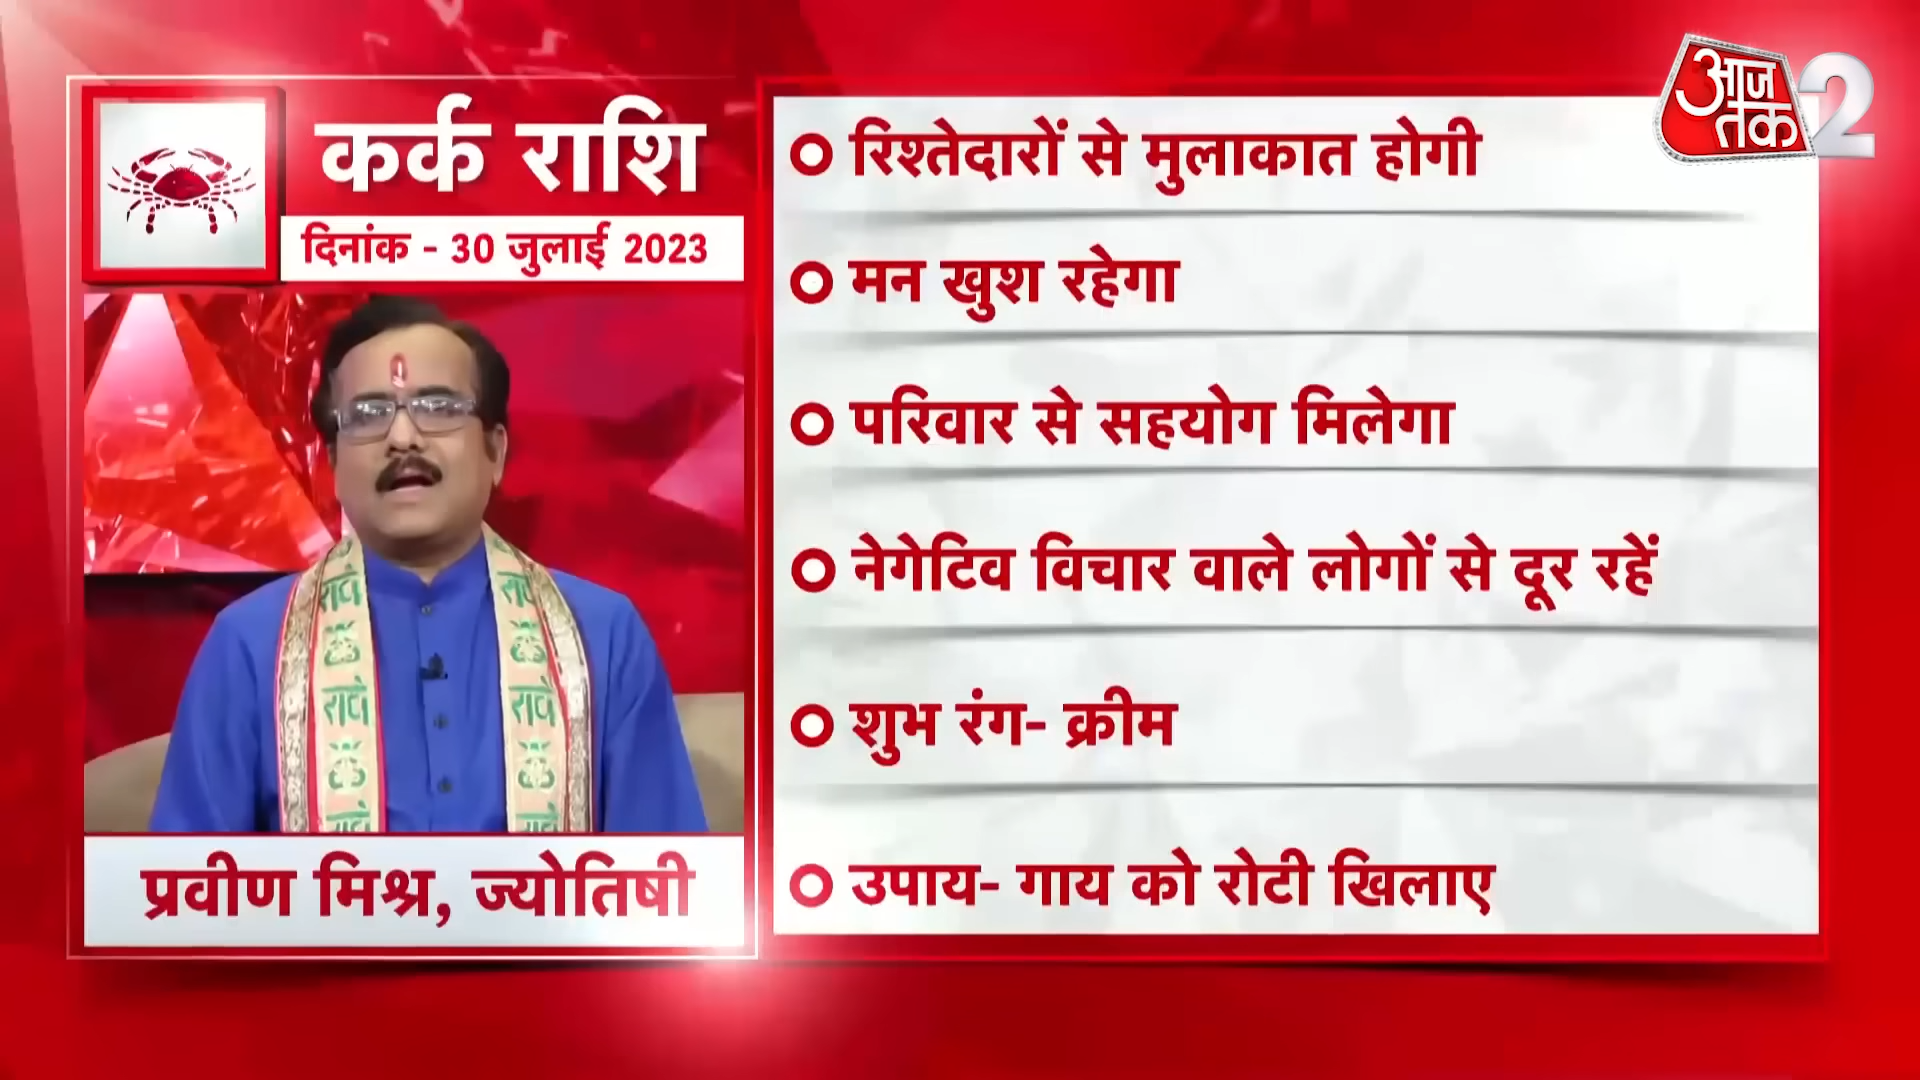 कर्क राशि
दिनांक - 30 जुलाई 2023
राधे राधे
राधे राधे
प्रवीण मिश्र, ज्योतिषी
आज
तक 2
रिश्तेदारों से मुलाकात होगी
मन खुश रहेगा
परिवार से सहयोग मिलेगा
नेगेटिव विचार वाले लोगों से दूर रहें
शुभ रंग- क्रीम
उपाय- गाय को रोटी खिलाए